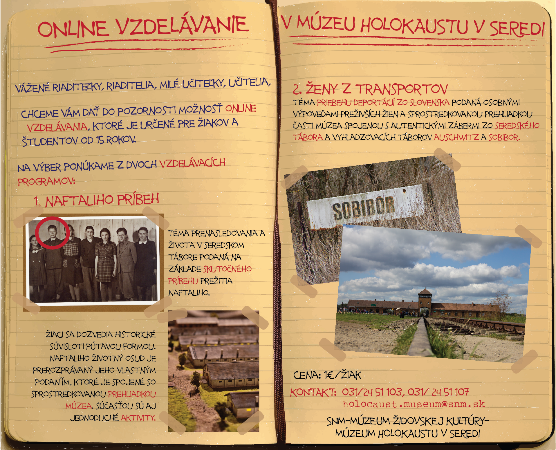 ONLINE VZDELÁVANIE
V MÚZEU HOLOKAUSTU V SEREDI
VÁŽENÉ RIADITEĽKY, RIADITELIA, MILÉ UČITEĽKY, UČITELIA,
CHCEME VÁM DAŤ DO POZORNOSTI MOŽNOSŤ ONLINE
VZDELÁVANIA, KTORÉ JE URČENÉ PRE ŽIAKOV A
ŠTUDENTOV OD 15 ROKOV.
NA VÝBER PONÚKAME Z DVOCH VZDELÁVACÍCH
PROGRAMOV:
1. NAFTALIHO PRÍBEH
TÉMA PRENASLEDOVANIA A
ŽIVOTA V SEREDSKOM
TÁBORE PODANÁ NA
ZÁKLADE SKUTOČNÉHO
PRÍBEHU PREŽITIA
NAFTALIHO.
ŽIACI SA DOZVEDIA HISTORICKÉ
SÚVISLOTI PÚTAVOU FORMOU.
NAFTALIHO ŽIVOTNÝ OSUD JE
PREROZPRÁVANÝ JEHO VLASTNÝM
PODANÍM, KTORÉ JE SPOJENÉ SO
SPROSTREDKOVANOU PREHLIADKOU
MÚZEA. SÚČASŤOU SÚ AJ
JEDNODUCHÉ AKTIVITY.
2. ŽENY Z TRANSPORTOV
TÉMA PRIEBEHU DEPORTÁCIÍ ZO SLOVENSKA PODANÁ OSOBNÝMI
VÝPOVEĎAMI PREŽIVŠÍCH ŽIEN A SPROSTREDKOVANOU PREHLIADKOU
ČASTI MÚZEA SPOJENOU S AUTENTICKÝMI ZÁBERMI ZO SEREDSKÉHO
TÁBORA A VYHLADZOVACÍCH TÁBOROV AUSCHWITZ A SOBIBOR.
SOBIBÓR
CENA: 1€/ŽIAK
KONTAKT: 031/24 51 103, 031/ 24 51 107
holocaust.museum@snm.sk
SNM-MÚZEUM ŽIDOVSKEJ KULTÚRY-
MÚZEUM HOLOKAUSTU V SEREDI